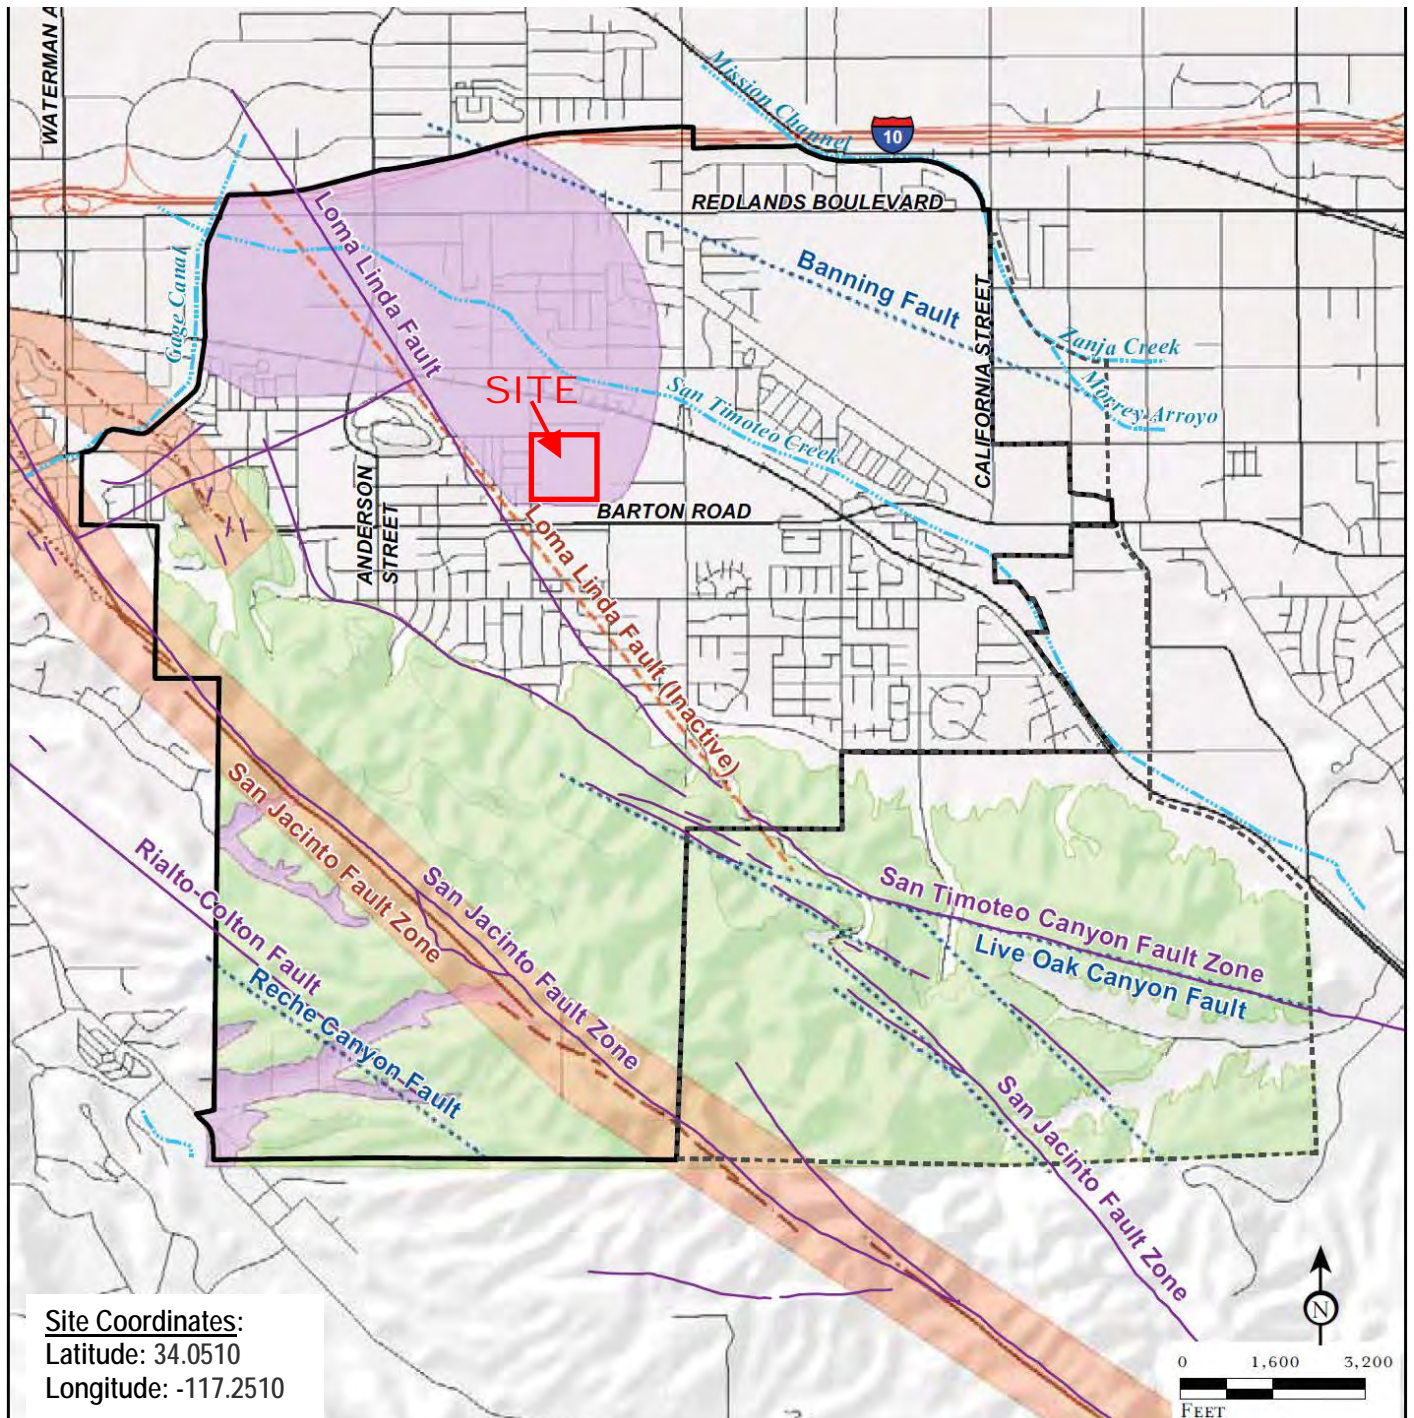 WATERMAN A
Mission Channel
10
REDLANDS BOULEVARD
Loma Linda Fault
Gage Canal
Banning Fault
CALIFORNIA STREET
Zanja Creek
Morrey Arroyo
SITE
San Timoteo Creek
ANDERSON
STREET
BARTON ROAD
Loma Linda Fault (Inactive)
San Jacinto Fault Zone
San Jacinto Fault Zone
Rialto-Colton Fault
Reche Canyon Fault
San Timoteo Canyon Fault Zone
Live Oak Canyon Fault
San Jacinto Fault Zone
Site Coordinates:
Latitude: 34.0510
Longitude: -117.2510
N
0 1,600 3,200
FEET